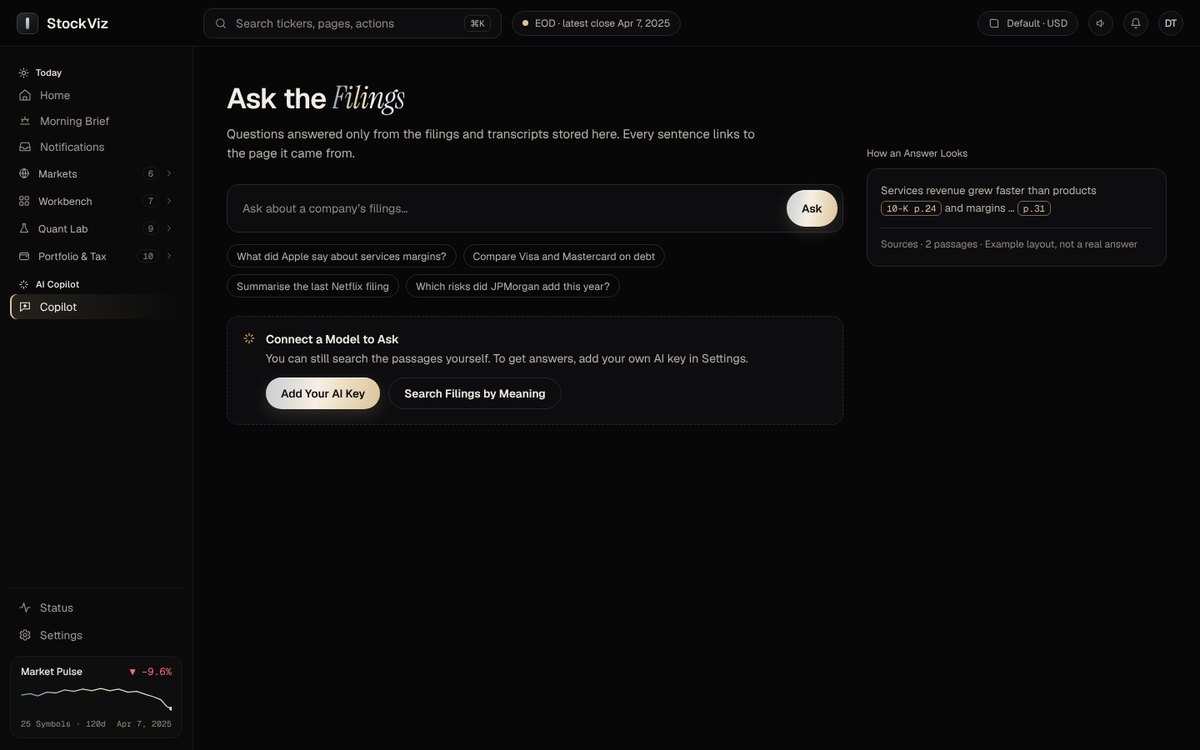 StockViz
Search tickers, pages, actions
⌘K
EOD · latest close Apr 7, 2025
Default · USD
DT
Today
Home
Morning Brief
Notifications
Markets 6
Workbench 7
Quant Lab 9
Portfolio & Tax 10
AI Copilot
Copilot
Ask the Filings
Questions answered only from the filings and transcripts stored here. Every sentence links to
the page it came from.
Ask about a company's filings…
Ask
What did Apple say about services margins?
Compare Visa and Mastercard on debt
Summarise the last Netflix filing
Which risks did JPMorgan add this year?
Connect a Model to Ask
You can still search the passages yourself. To get answers, add your own AI key in Settings.
Add Your AI Key
Search Filings by Meaning
How an Answer Looks
Services revenue grew faster than products
10-K p.24 and margins … p.31
Sources · 2 passages · Example layout, not a real answer
Status
Settings
Market Pulse ▼ −9.6%
25 Symbols · 120d Apr 7, 2025